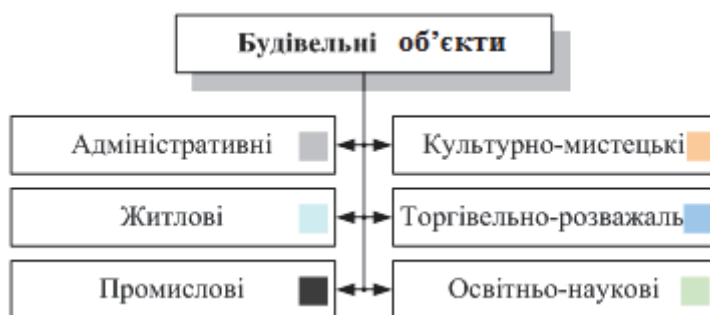 Будівельні об’єкти
Адміністративні
Культурно-мистецькі
Житлові
Торгівельно-розважаль
Промислові
Освітньо-наукові